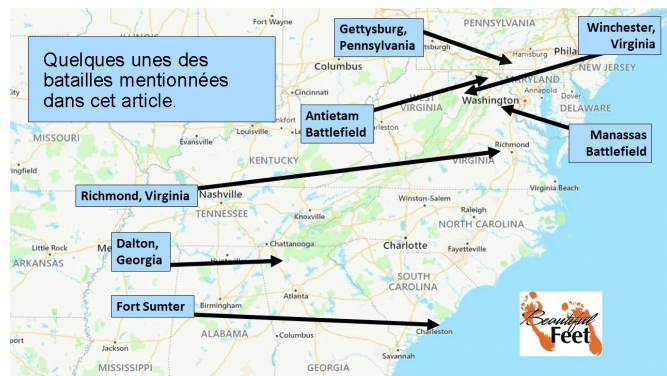 Quelques unes des
batailles mentionnées
dans cet article.
Gettysburg,
Pennsylvania
Winchester,
Virginia
Antietam
Battlefield
Manassas
Battlefield
Richmond, Virginia
Dalton,
Georgia
Fort Sumter
Fort Wayne
PENNSYLVANIA
Harrisburg
NEW JERSEY
Columbus
MARYLAND
Annapolis
Dover
DELAWARE
Cincinnati
WEST
VIRGINIA
Washington
MISSOURI
Evansville
Louisville
KENTUCKY
VIRGINIA
Richmond
Virginia Beach
Nashville
TENNESSEE
Knoxville
Winston-Salem
Raleigh
NORTH CAROLINA
Little Rock
ARKANSAS
Chattanooga
Charlotte
Fayetteville
SOUTH
CAROLINA
Birmingham
Atlanta
ALABAMA
Columbus
Charleston
Jackson
MISSISSIPPI
GEORGIA
Savannah
Beautiful
Feet